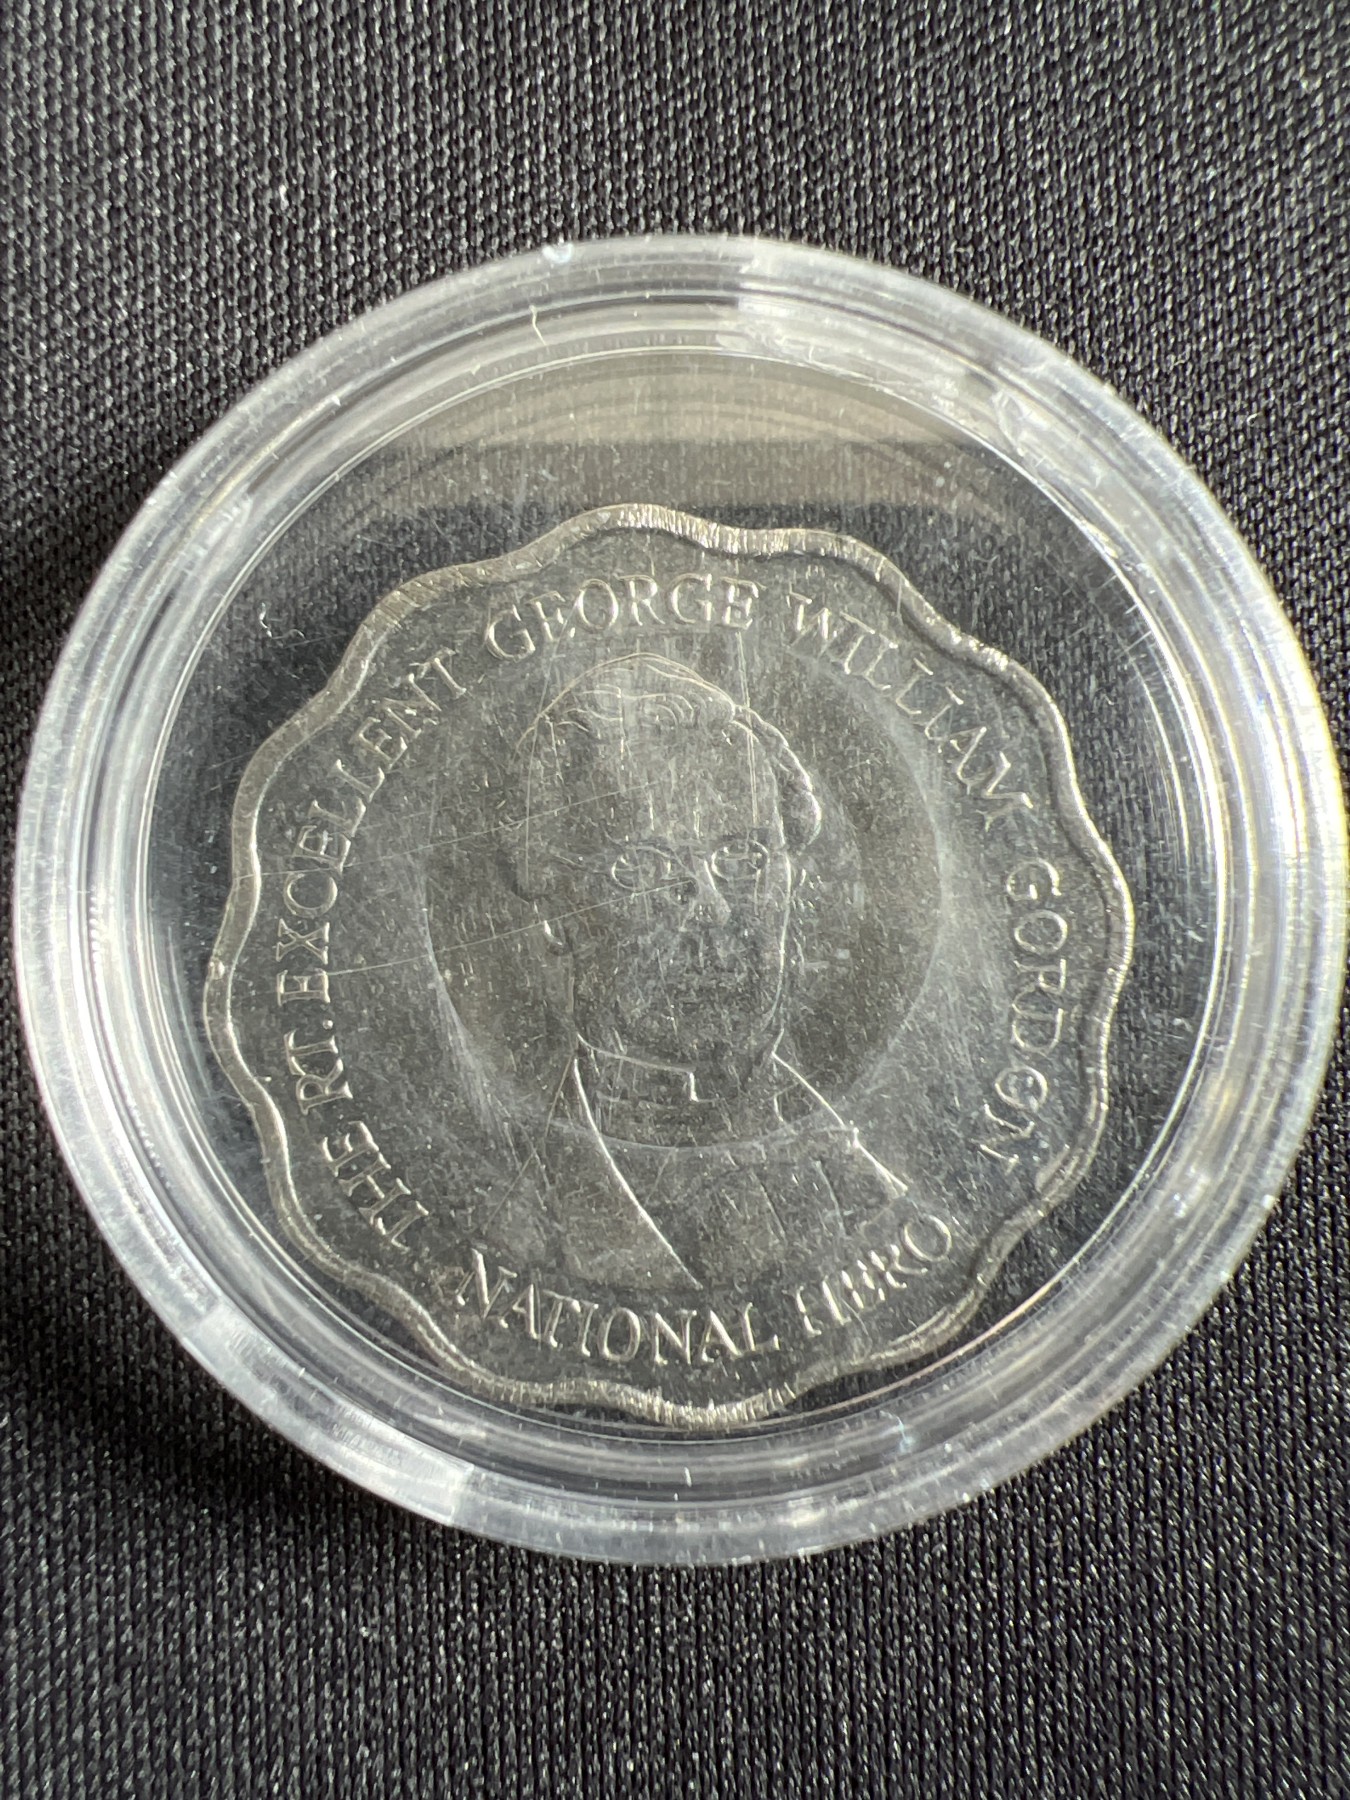 THE RT. EXCELLENT GEORGE WILLIAM GORDON
NATIONAL HERO